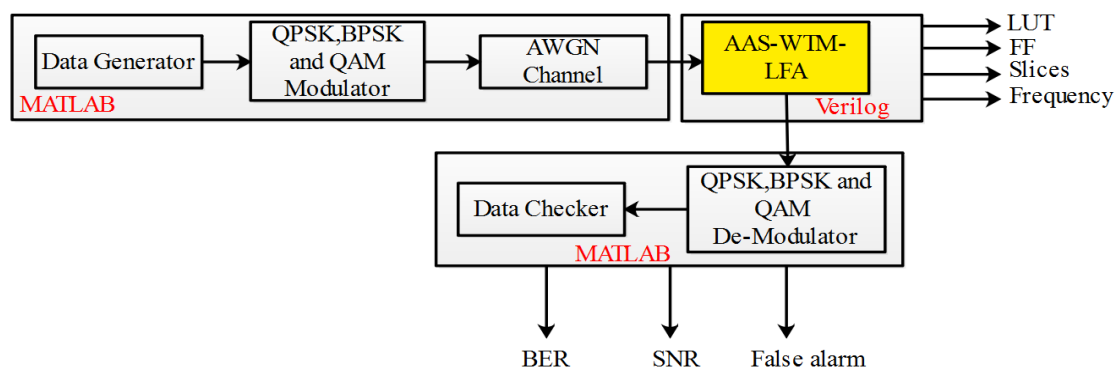 Data Generator
QPSK,BPSK
and QAM
Modulator
AWGN
Channel
MATLAB
AAS-WTM-
LFA
Verilog
LUT
FF
Slices
Frequency
QPSK,BPSK and
QAM
De-Modulator
Data Checker
MATLAB
BER
SNR
False alarm